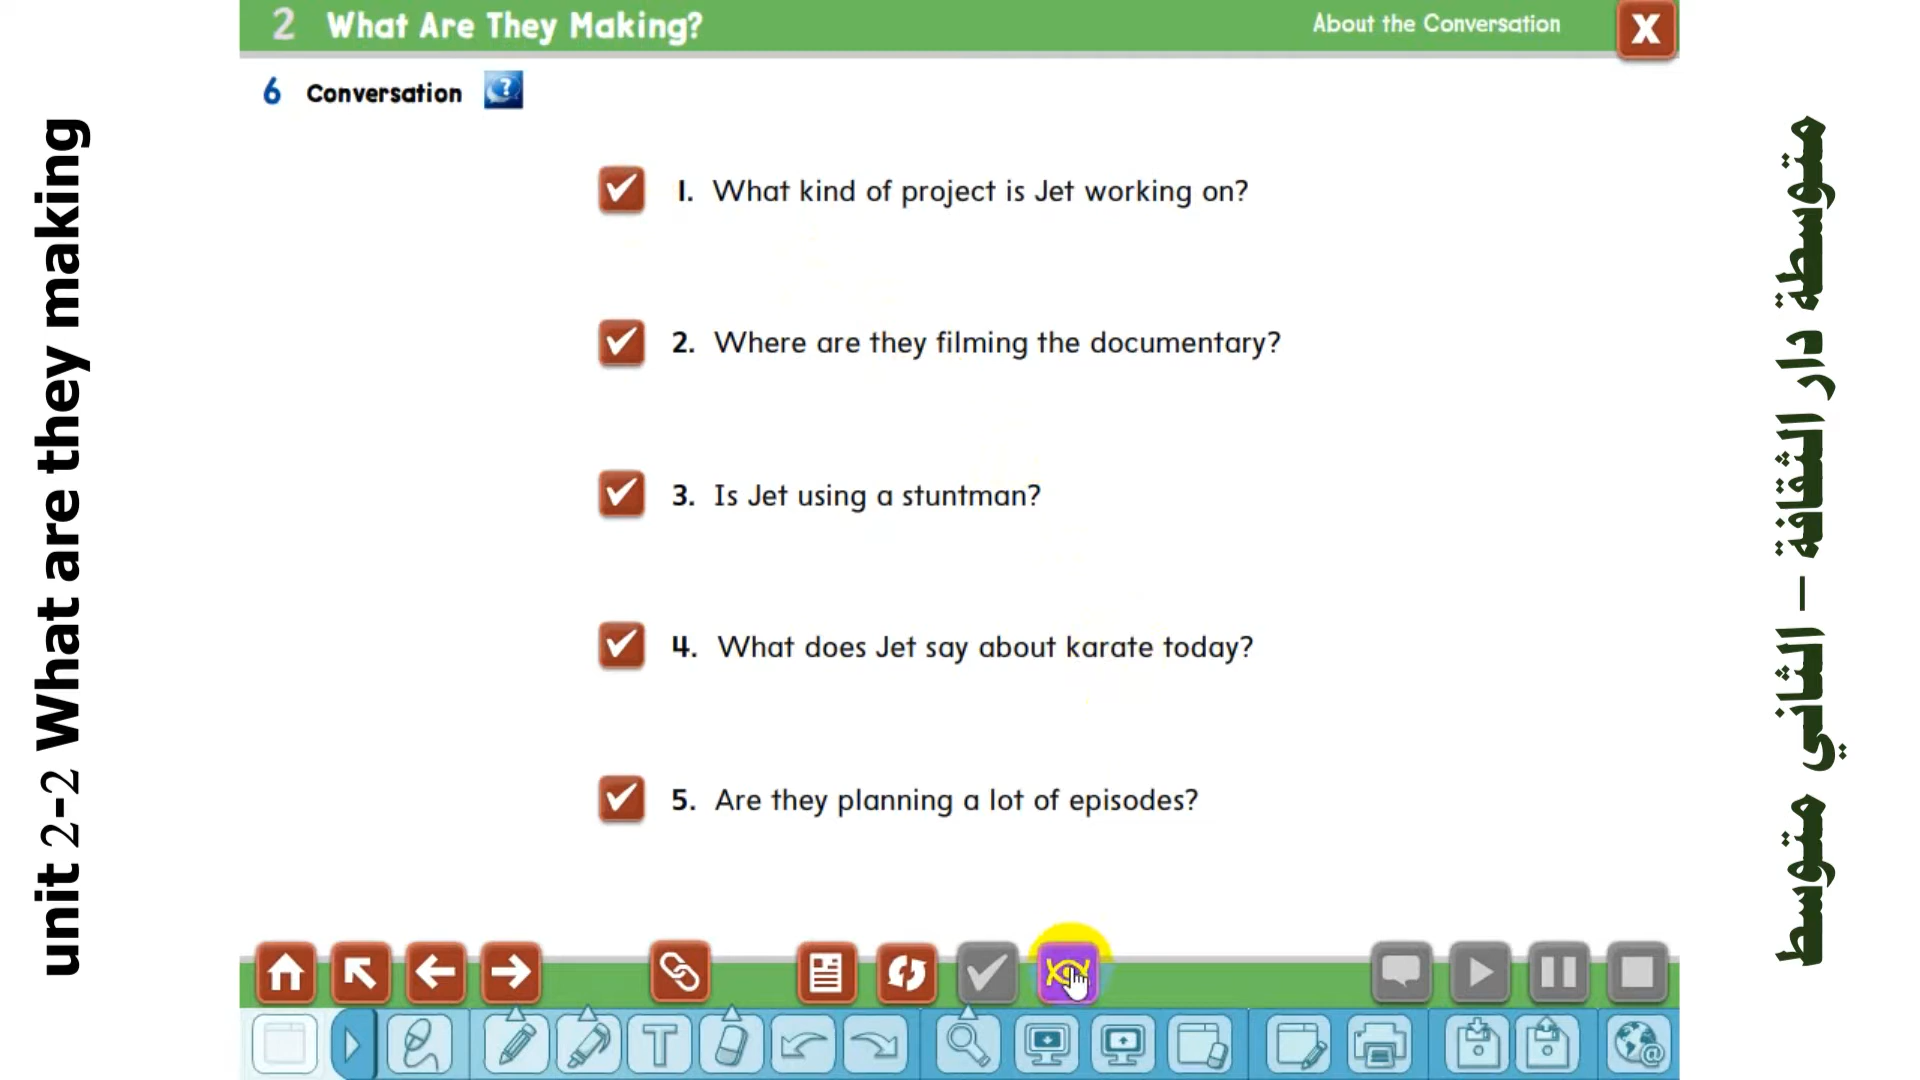 2 What Are They Making?
About the Conversation
X
6 Conversation
1. What kind of project is Jet working on?
2. Where are they filming the documentary?
3. Is Jet using a stuntman?
4. What does Jet say about karate today?
5. Are they planning a lot of episodes?
unit 2-2 What are they making
متوسطة دار الثقافة – الثاني متوسط